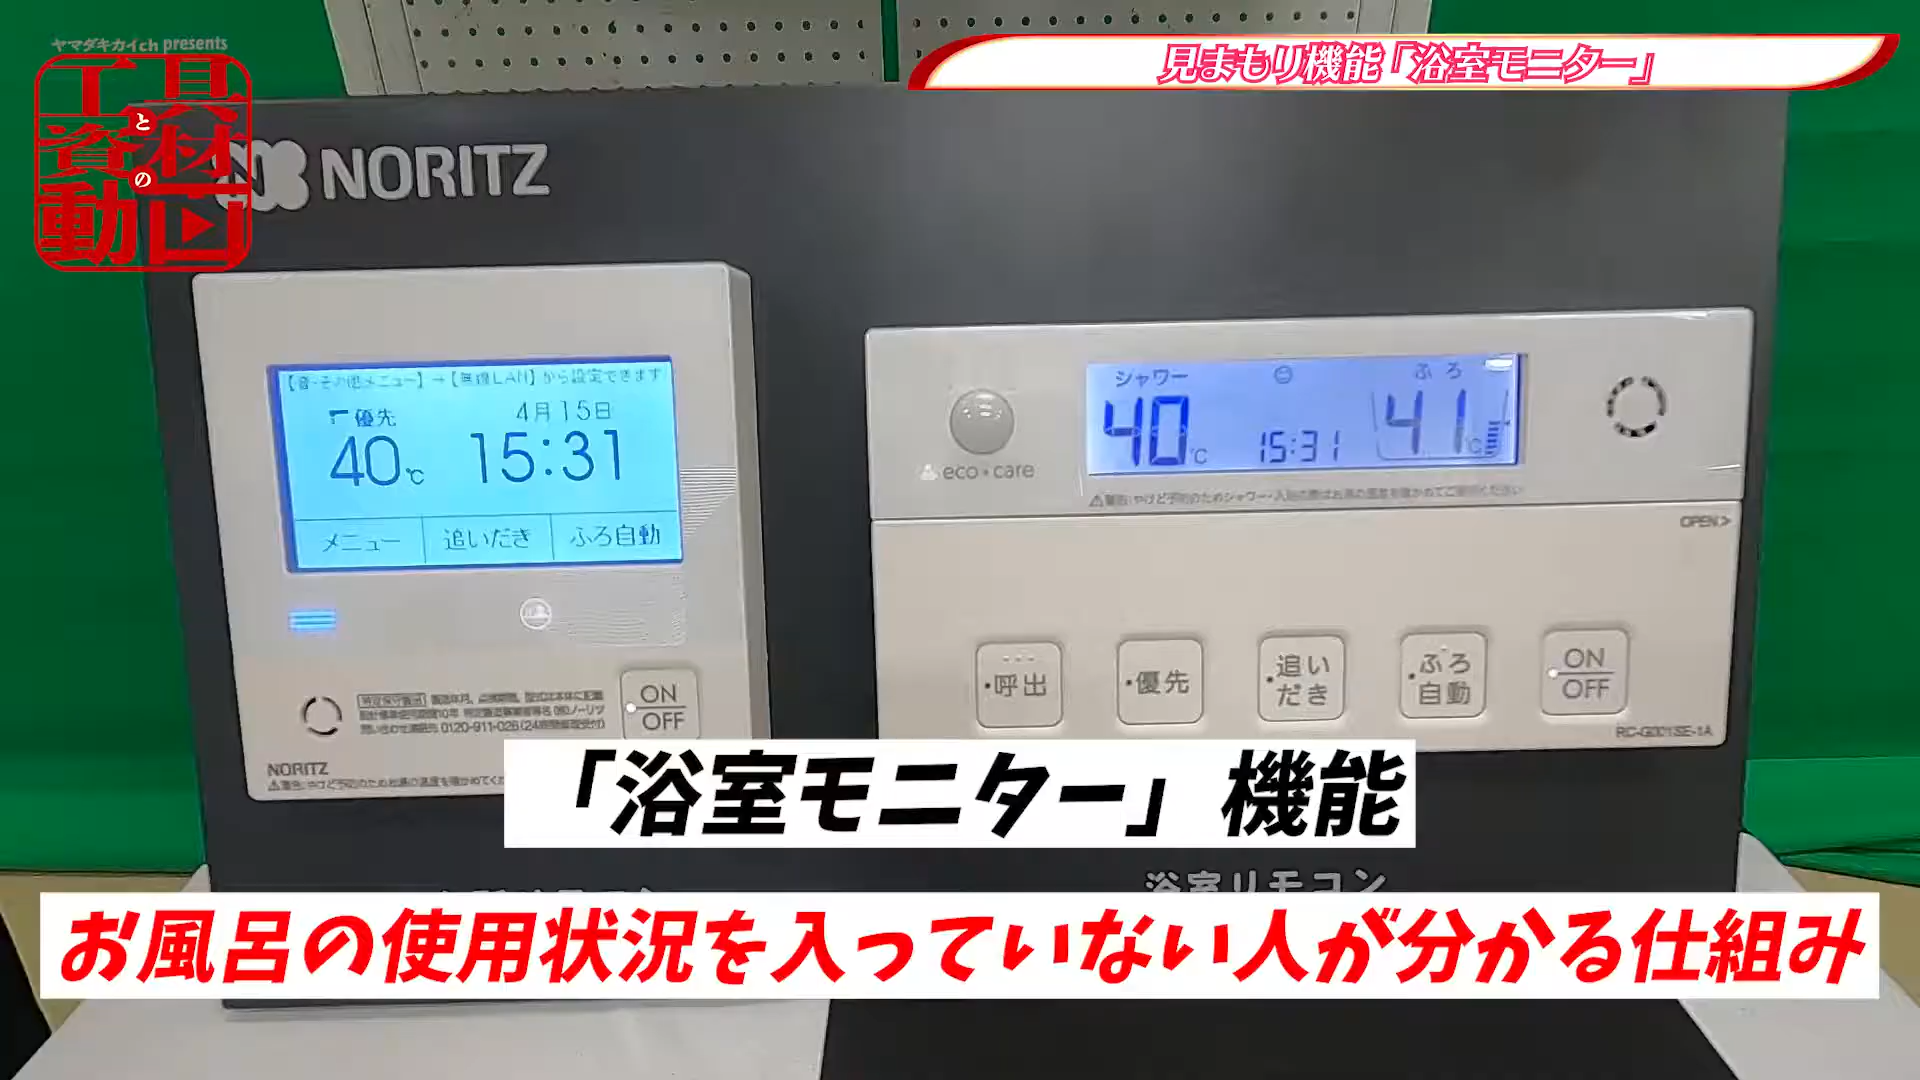 ヤマダキカイch presents
工具と資材の動画
見まもり機能「浴室モニター」
NORITZ
【音・その他メニュー】→【無線LAN】から設定できます
優先
4月15日
40℃
15:31
メニュー
追いだき
ふろ自動
ON
OFF
NORITZ
シャワー
ふろ
40℃
15:31
41℃
eco・care
OPEN>
呼出
優先
追いだき
ふろ自動
ON
OFF
RC-G001SE-1A
「浴室モニター」機能
浴室リモコン
お風呂の使用状況を入っていない人が分かる仕組み